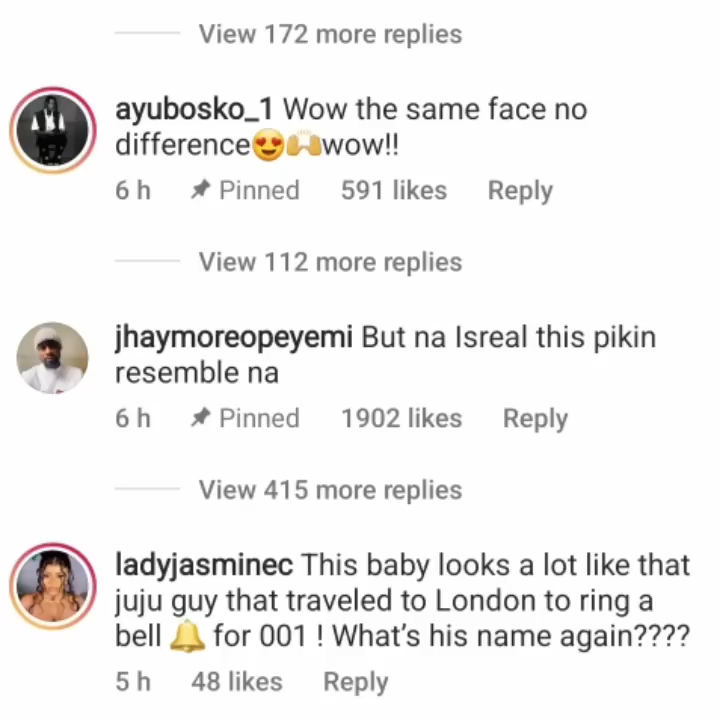 View 172 more replies
ayubosko_1 Wow the same face no
difference😍🙌wow!!
6 h Pinned 591 likes Reply
View 112 more replies
jhaymoreopeyemi But na Isreal this pikin
resemble na
6 h Pinned 1902 likes Reply
View 415 more replies
ladyjasminec This baby looks a lot like that
juju guy that traveled to London to ring a
bell 🔔 for 001 ! What's his name again????
5 h 48 likes Reply